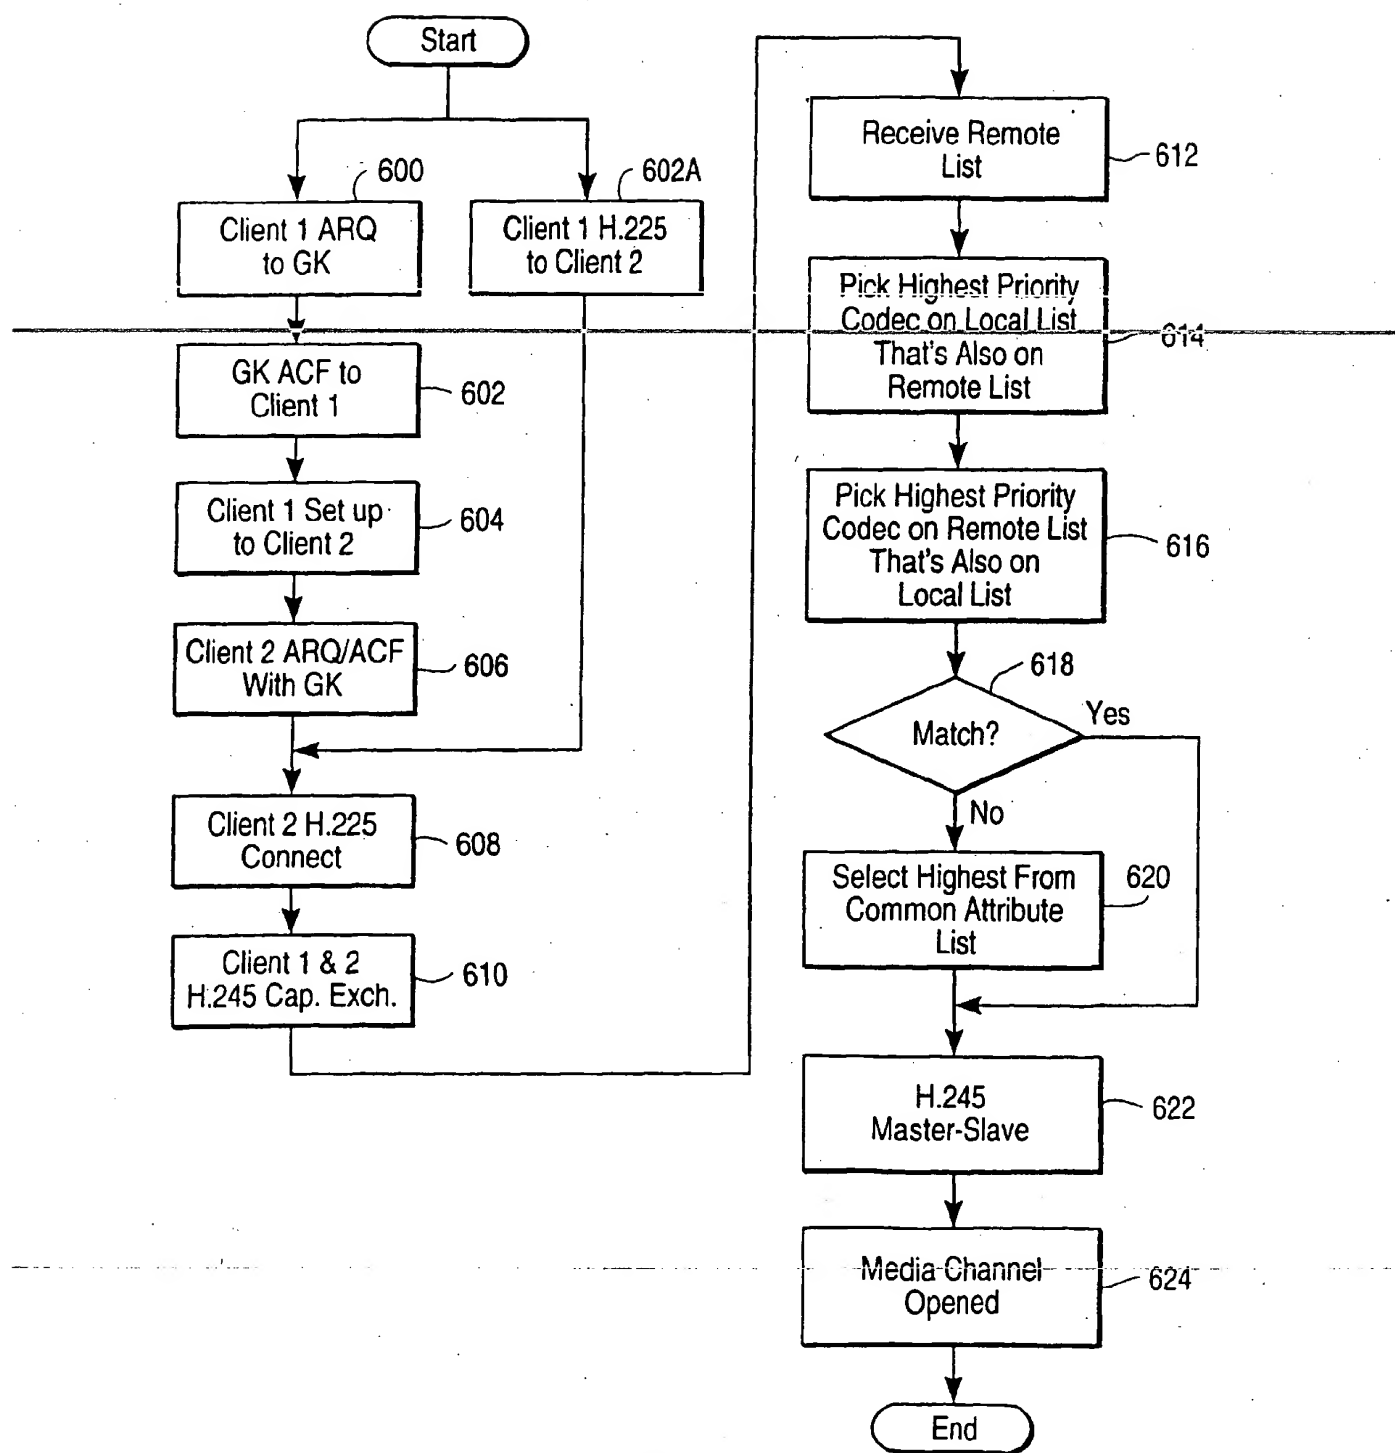 Start
600
Client 1 ARQ
to GK
602A
Client 1 H.225
to Client 2
GK ACF to
Client 1
602
Client 1 Set up
to Client 2
604
Client 2 ARQ/ACF
With GK
606
Client 2 H.225
Connect
608
Client 1 & 2
H.245 Cap. Exch.
610
Receive Remote
List
612
Pick Highest Priority
Codec on Local List
That's Also on
Remote List
614
Pick Highest Priority
Codec on Remote List
That's Also on
Local List
616
618
Match?
Yes
No
Select Highest From
Common Attribute
List
620
H.245
Master-Slave
622
Media Channel
Opened
624
End